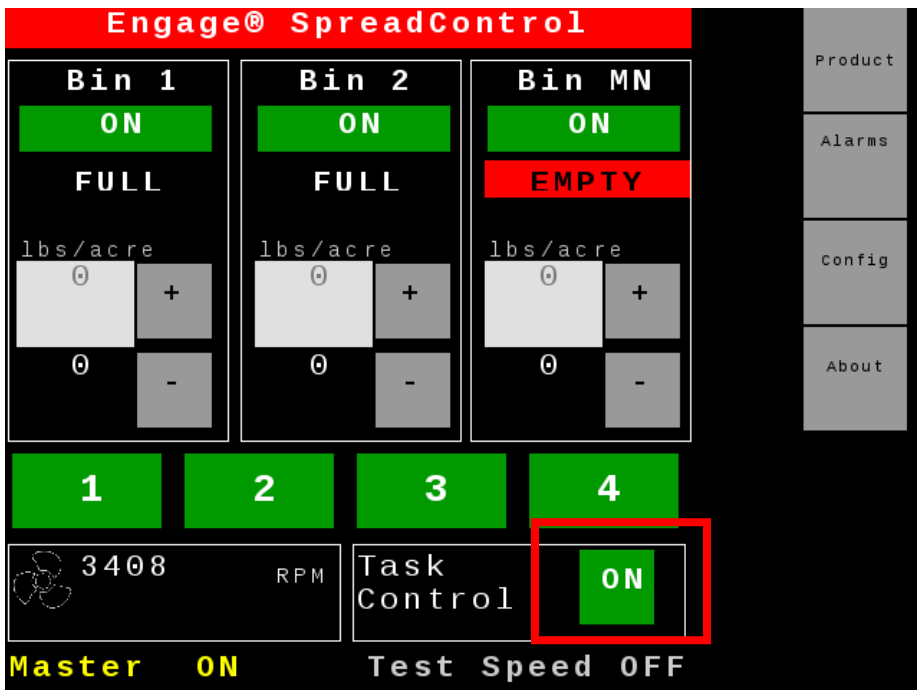 Engage® SpreadControl
Bin 1 Bin 2 Bin MN
ON ON ON
FULL FULL EMPTY
lbs/acre lbs/acre lbs/acre
0 + 0 + 0 +
0 - 0 - 0 -
1 2 3 4
3408 RPM
Task
Control
ON
Master ON Test Speed OFF
Product
Alarms
Config
About